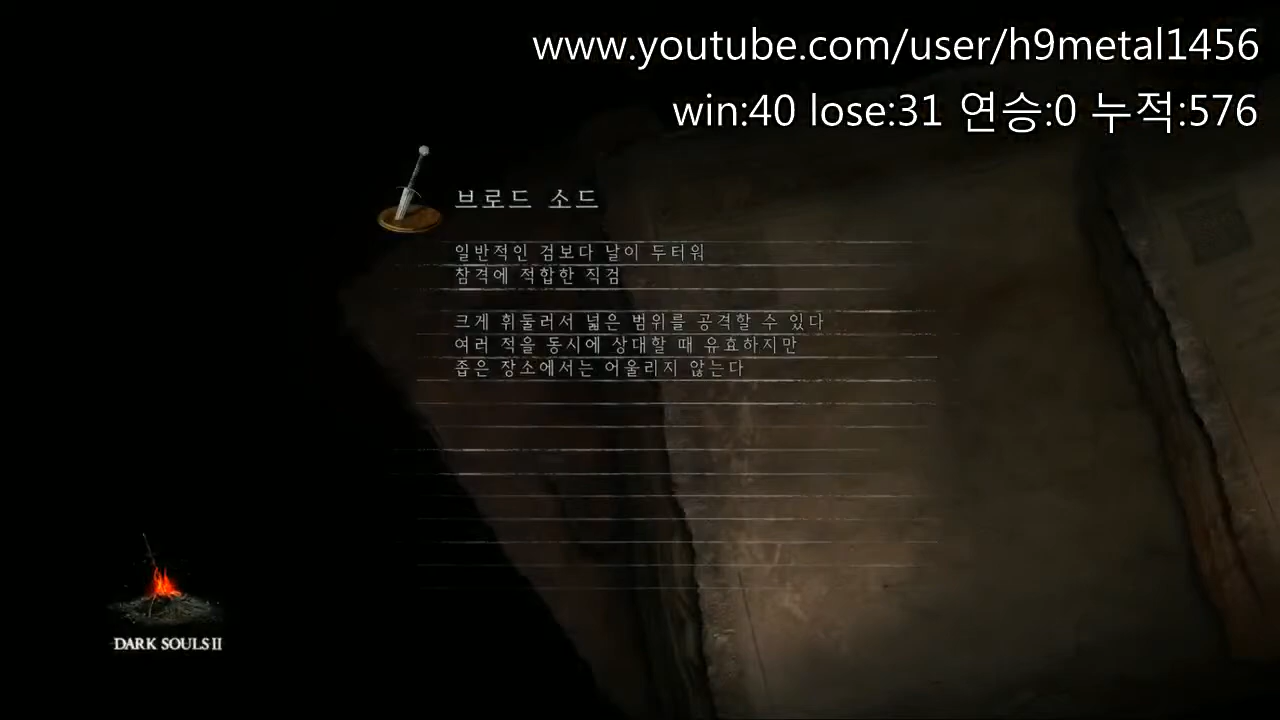 www.youtube.com/user/h9metal1456
win:40 lose:31 연승:0 누적:576
브로드 소드
일반적인 검보다 날이 두터워
참격에 적합한 직검
크게 휘둘러서 넓은 범위를 공격할 수 있다
여러 적을 동시에 상대할 때 유효하지만
좁은 장소에서는 어울리지 않는다
DARK SOULS II